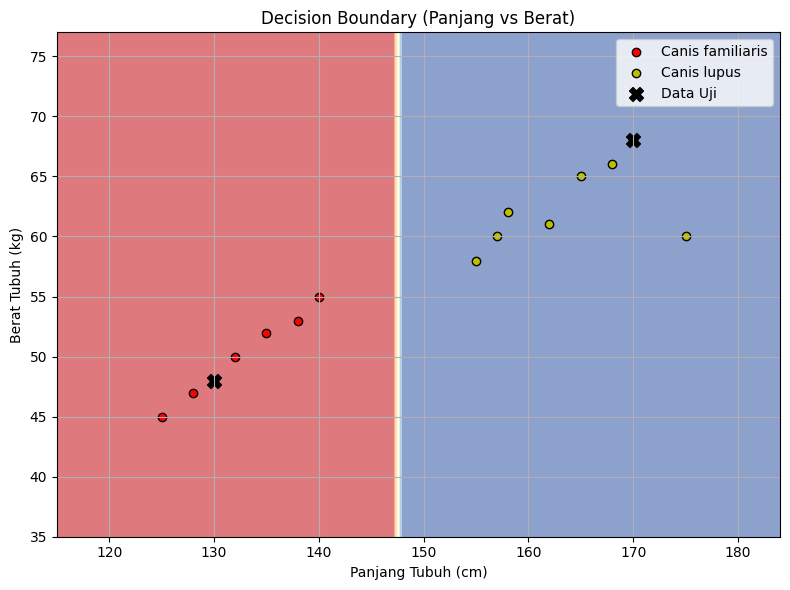 Decision Boundary (Panjang vs Berat)
Canis familiaris
Canis lupus
Data Uji
Berat Tubuh (kg)
75
70
65
60
55
50
45
40
35
120 130 140 150 160 170 180
Panjang Tubuh (cm)